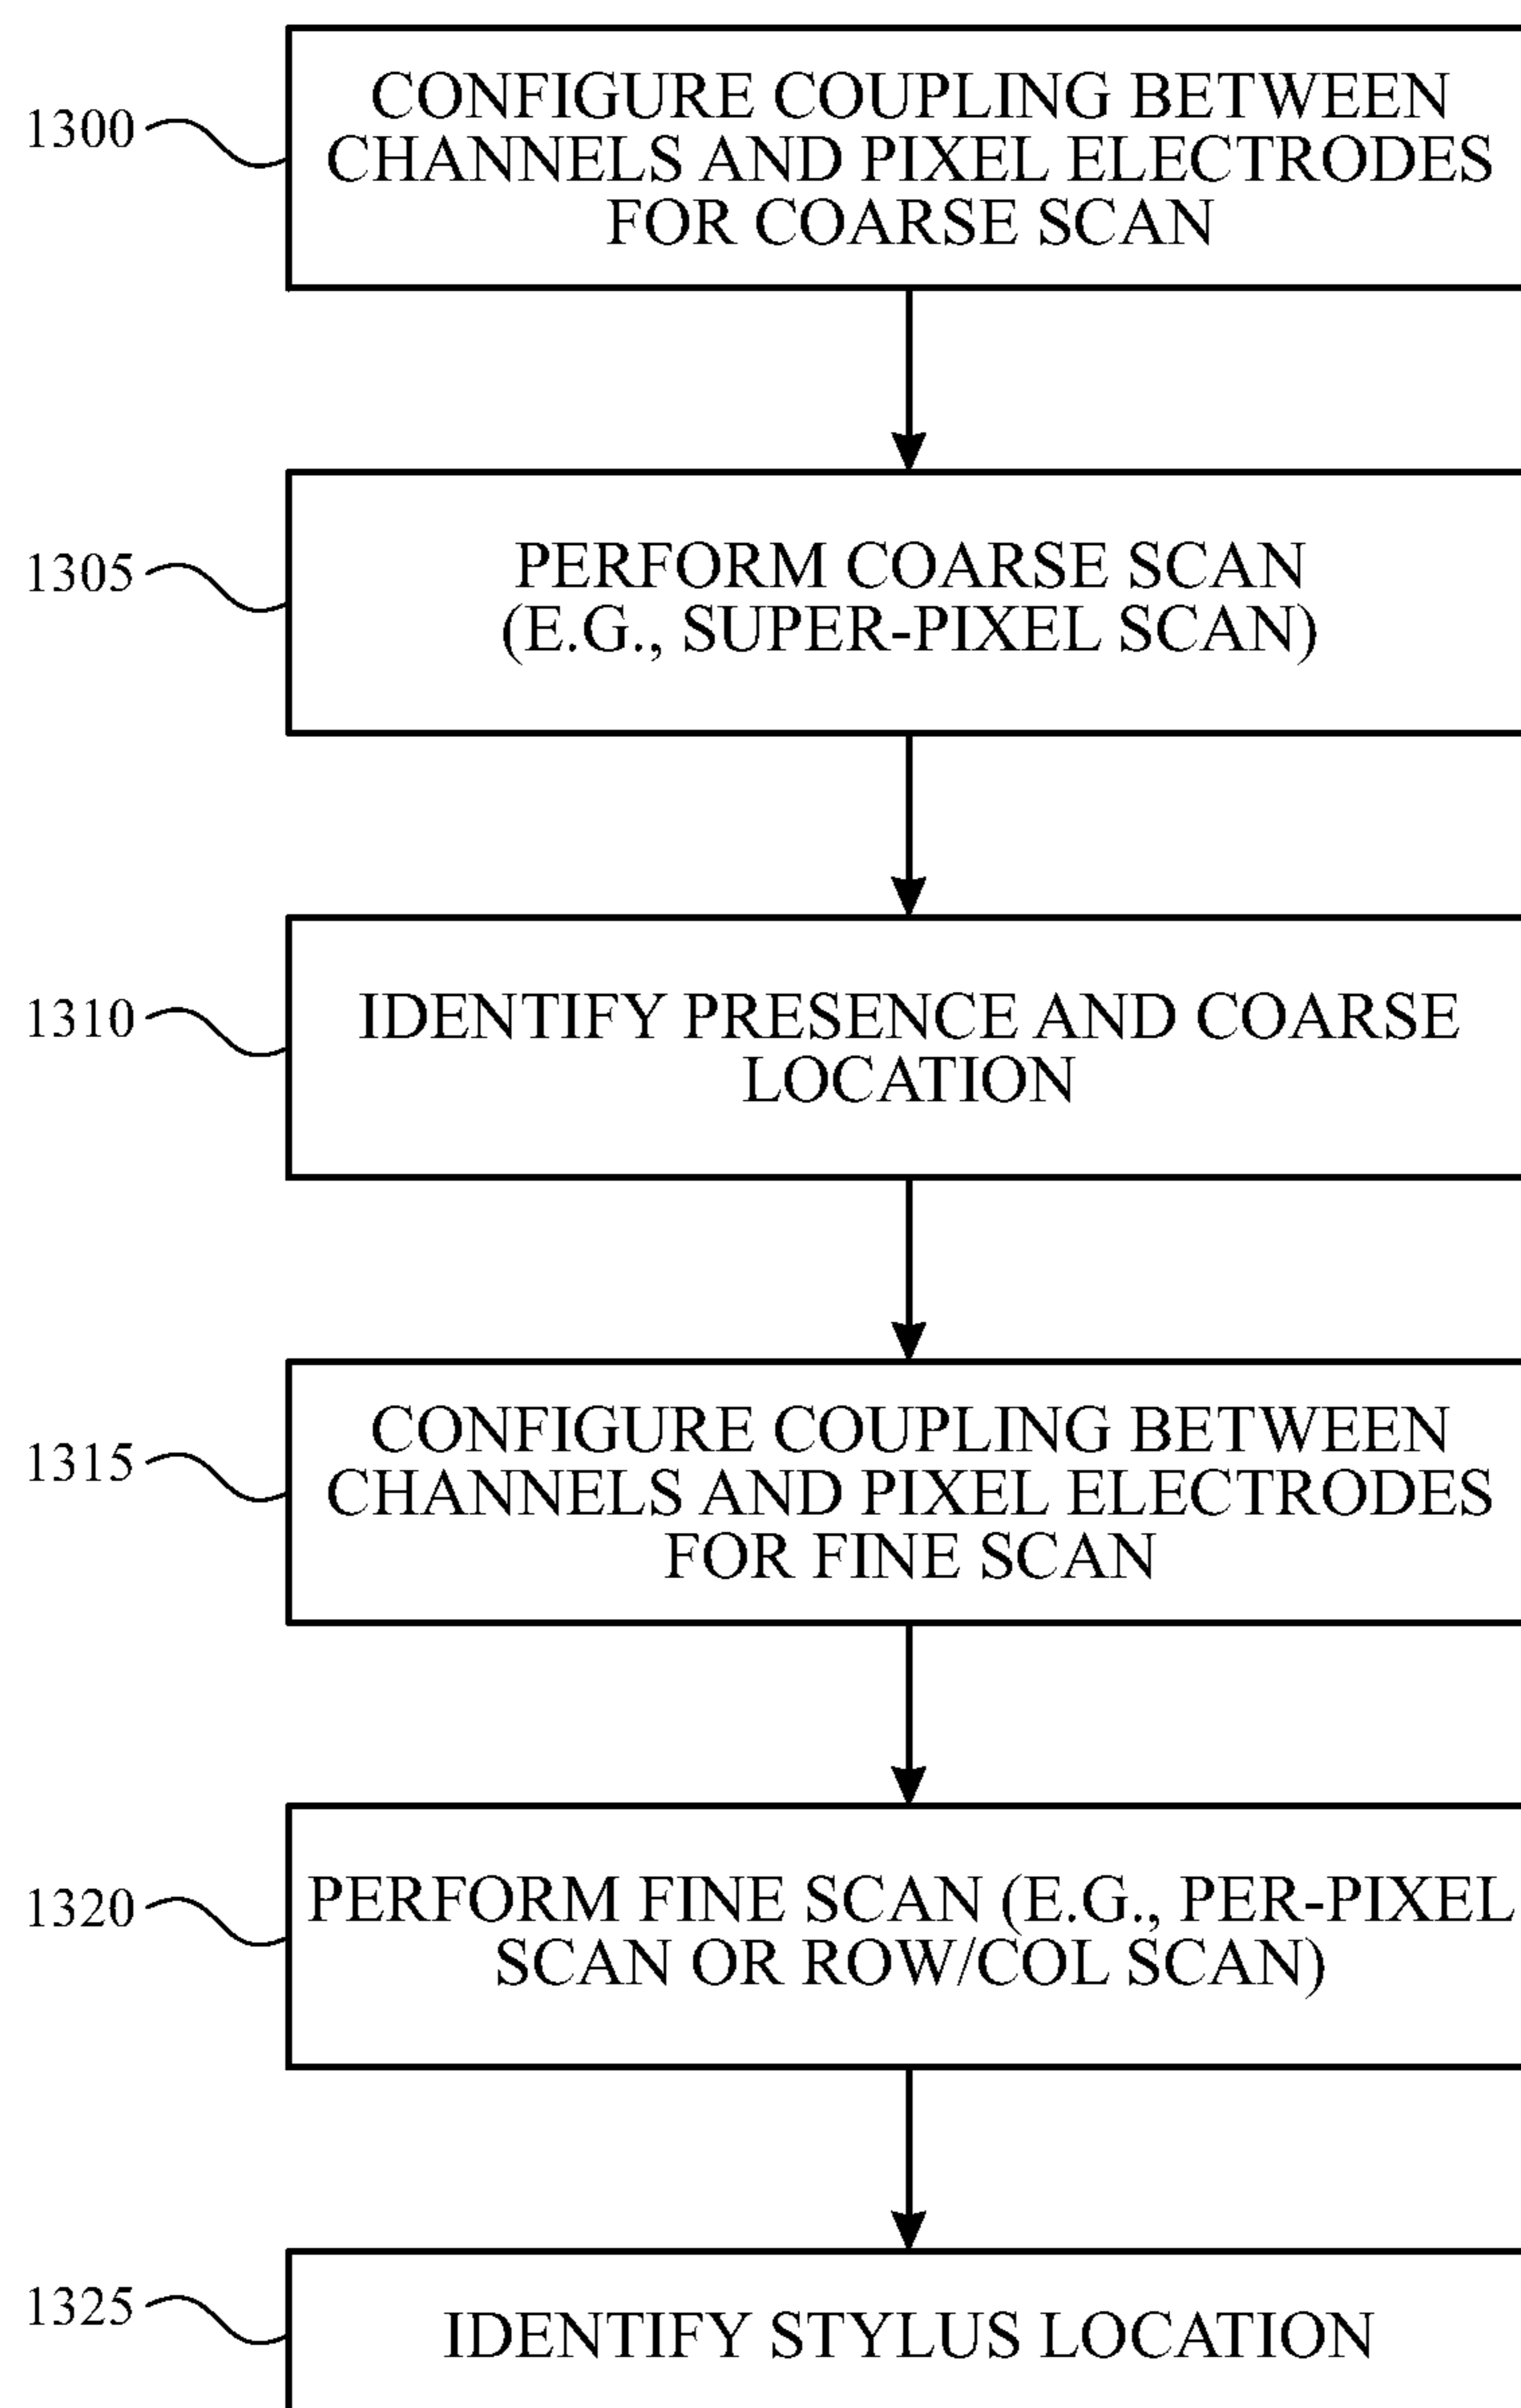 1300
CONFIGURE COUPLING BETWEEN
CHANNELS AND PIXEL ELECTRODES
FOR COARSE SCAN
1305
PERFORM COARSE SCAN
(E.G., SUPER-PIXEL SCAN)
1310
IDENTIFY PRESENCE AND COARSE
LOCATION
1315
CONFIGURE COUPLING BETWEEN
CHANNELS AND PIXEL ELECTRODES
FOR FINE SCAN
1320
PERFORM FINE SCAN (E.G., PER-PIXEL
SCAN OR ROW/COL SCAN)
1325
IDENTIFY STYLUS LOCATION